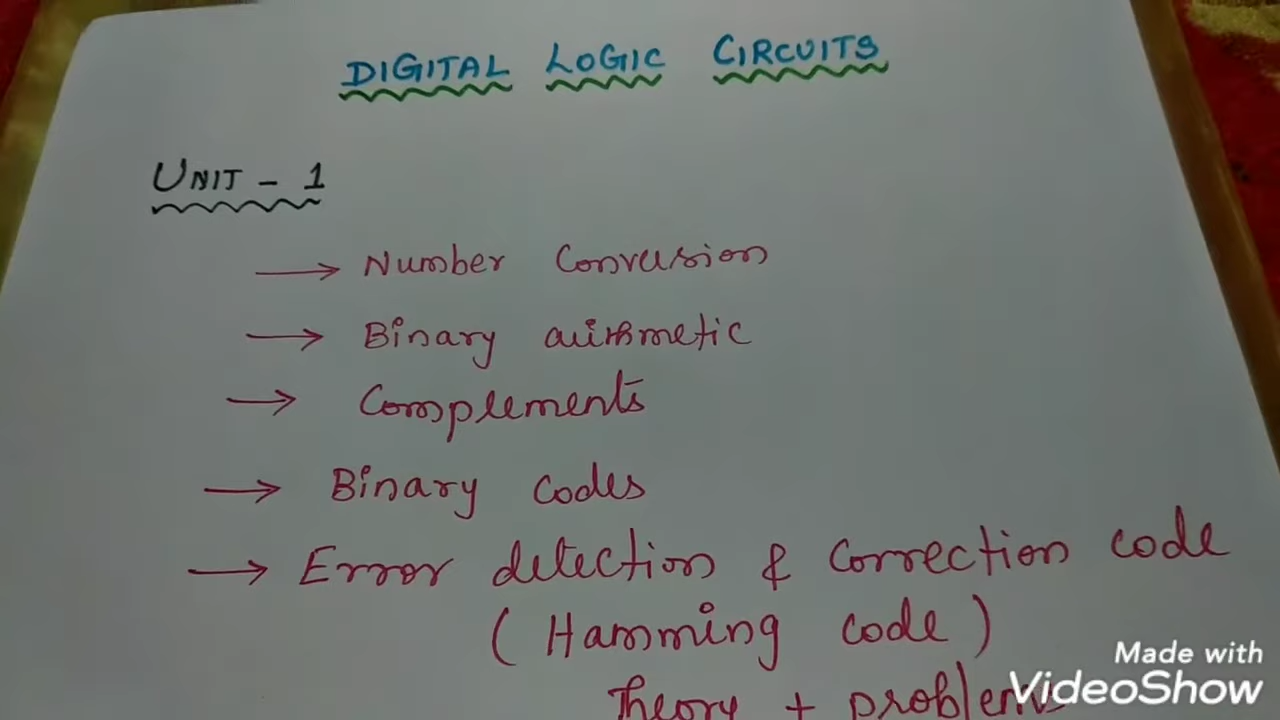 DIGITAL LOGIC CIRCUITS
UNIT - 1
→ Number Conversion
→ Binary arithmetic
→ Complements
→ Binary codes
→ Error detection & Correction code
( Hamming code )
Theory + problems
Made with
VideoShow